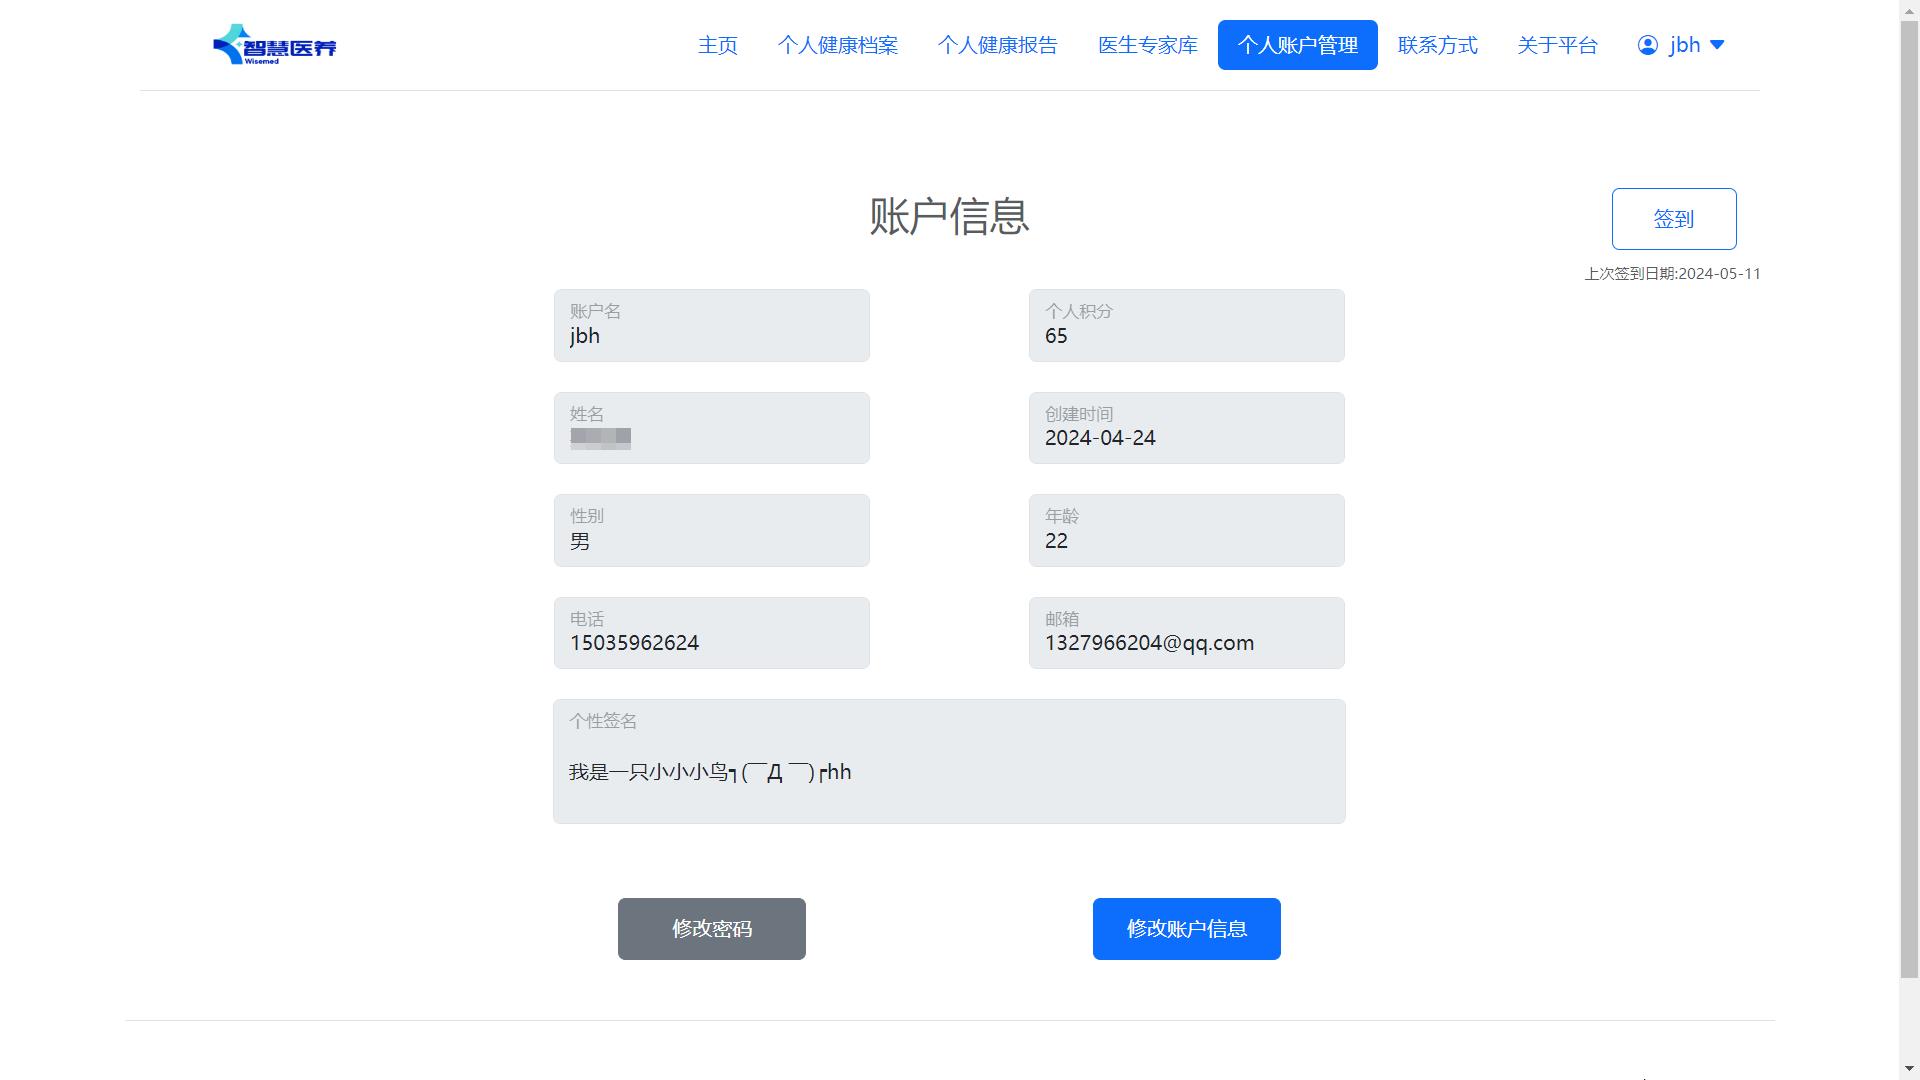 智慧医养
Wisemed
主页 个人健康档案 个人健康报告 医生专家库 个人账户管理 联系方式 关于平台 jbh
账户信息
签到
上次签到日期:2024-05-11
账户名
jbh
个人积分
65
姓名
创建时间
2024-04-24
性别
男
年龄
22
电话
15035962624
邮箱
1327966204@qq.com
个性签名
我是一只小小小鸟┓(￣Д ￣)┏hh
修改密码
修改账户信息